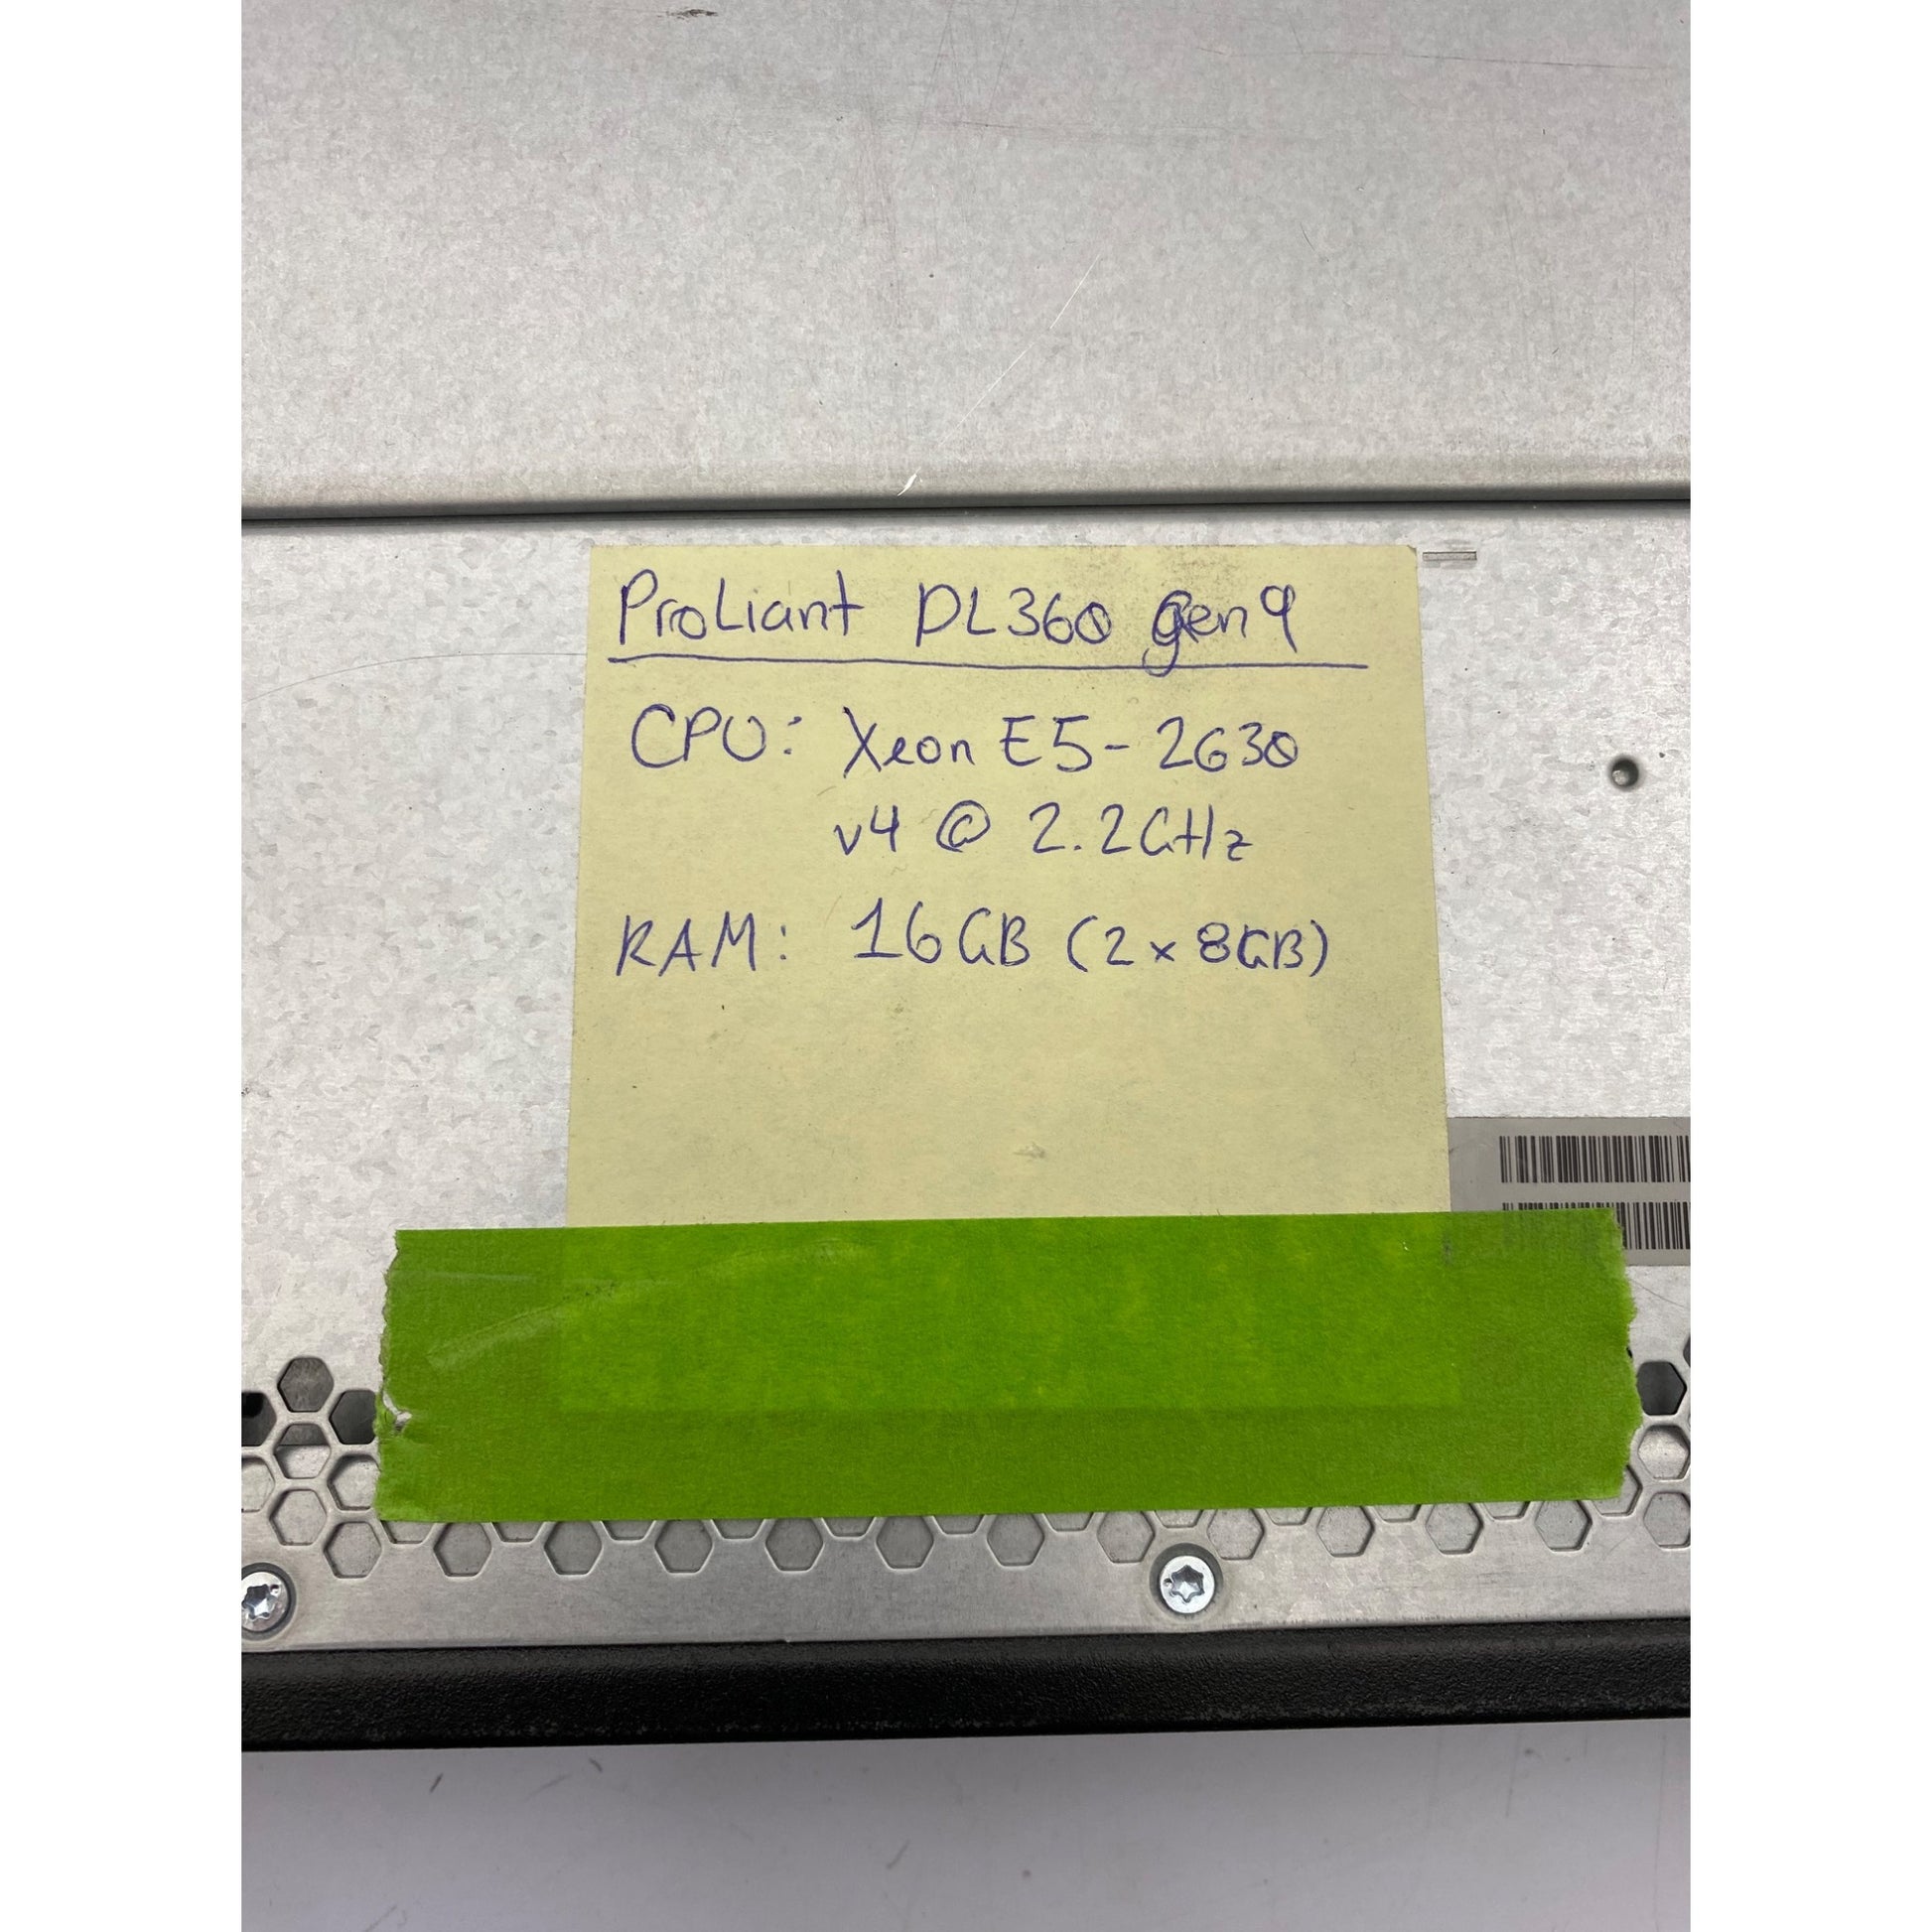 ProLiant DL360 gen9
CPU: Xeon E5-2630
v4 @ 2.2GHz
RAM: 16GB (2x8GB)